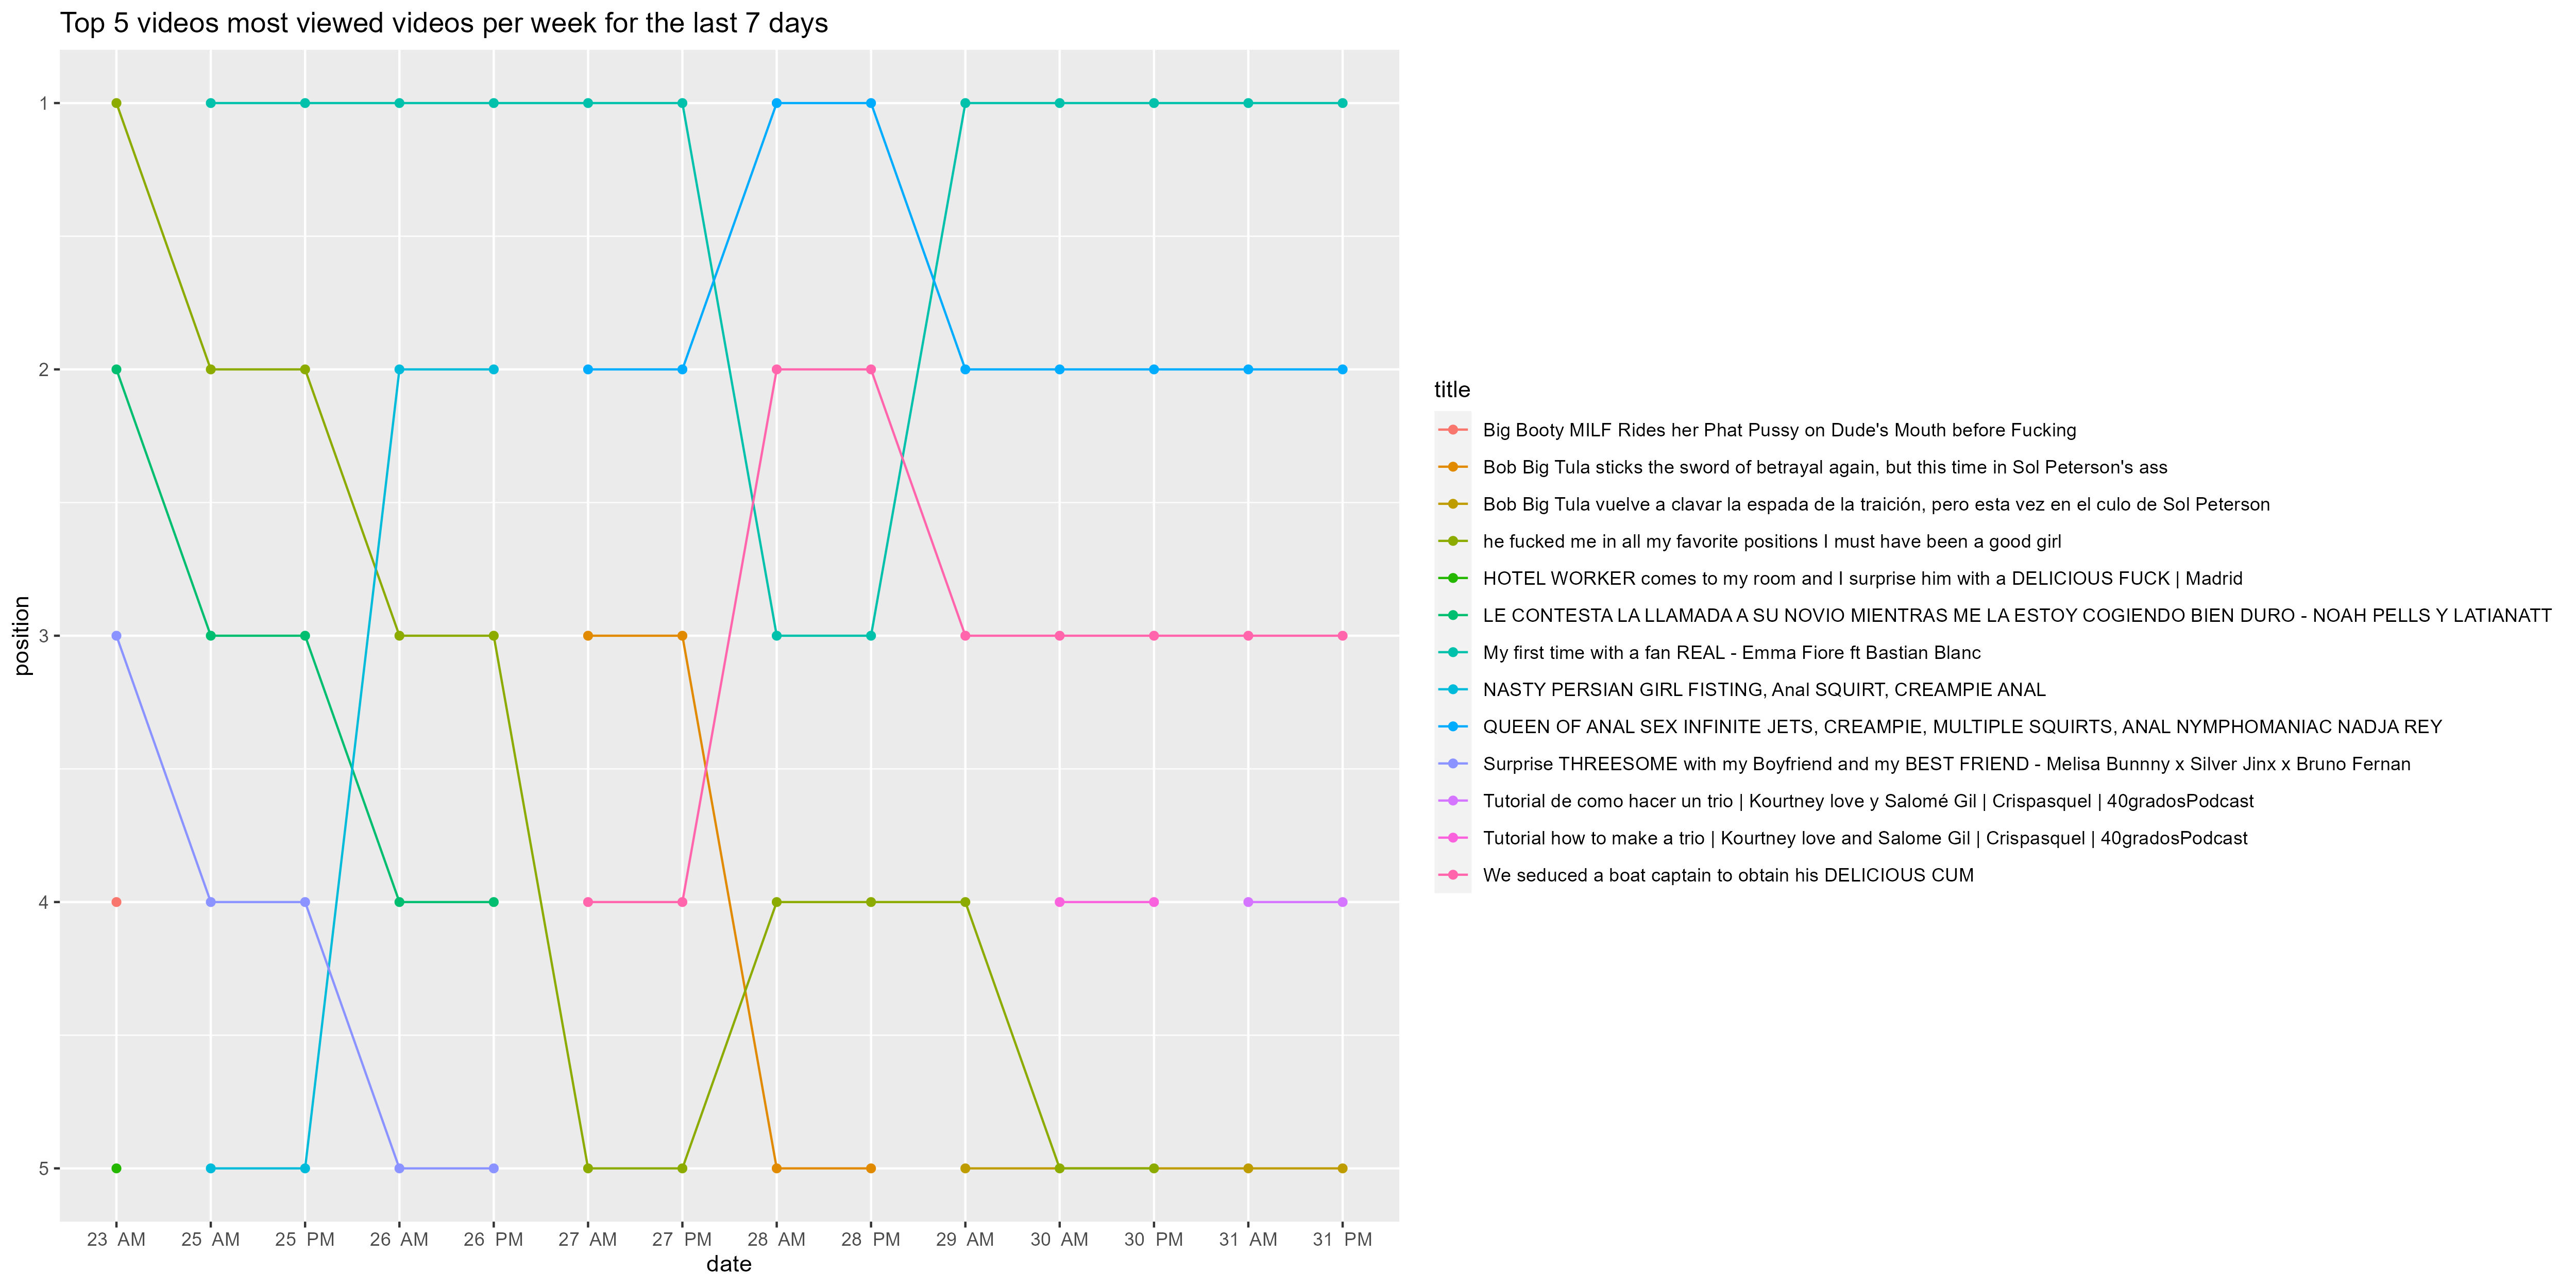 Top 5 videos most viewed videos per week for the last 7 days
position
1
2
3
4
5
23 AM
25 AM
25 PM
26 AM
26 PM
27 AM
27 PM
28 AM
28 PM
29 AM
30 AM
30 PM
31 AM
31 PM
date
title
Big Booty MILF Rides her Phat Pussy on Dude's Mouth before Fucking
Bob Big Tula sticks the sword of betrayal again, but this time in Sol Peterson's ass
Bob Big Tula vuelve a clavar la espada de la traición, pero esta vez en el culo de Sol Peterson
he fucked me in all my favorite positions I must have been a good girl
HOTEL WORKER comes to my room and I surprise him with a DELICIOUS FUCK | Madrid
LE CONTESTA LA LLAMADA A SU NOVIO MIENTRAS ME LA ESTOY COGIENDO BIEN DURO - NOAH PELLS Y LATIANATT
My first time with a fan REAL - Emma Fiore ft Bastian Blanc
NASTY PERSIAN GIRL FISTING, Anal SQUIRT, CREAMPIE ANAL
QUEEN OF ANAL SEX INFINITE JETS, CREAMPIE, MULTIPLE SQUIRTS, ANAL NYMPHOMANIAC NADJA REY
Surprise THREESOME with my Boyfriend and my BEST FRIEND - Melisa Bunnny x Silver Jinx x Bruno Fernan
Tutorial de como hacer un trio | Kourtney love y Salomé Gil | Crispasquel | 40gradosPodcast
Tutorial how to make a trio | Kourtney love and Salome Gil | Crispasquel | 40gradosPodcast
We seduced a boat captain to obtain his DELICIOUS CUM